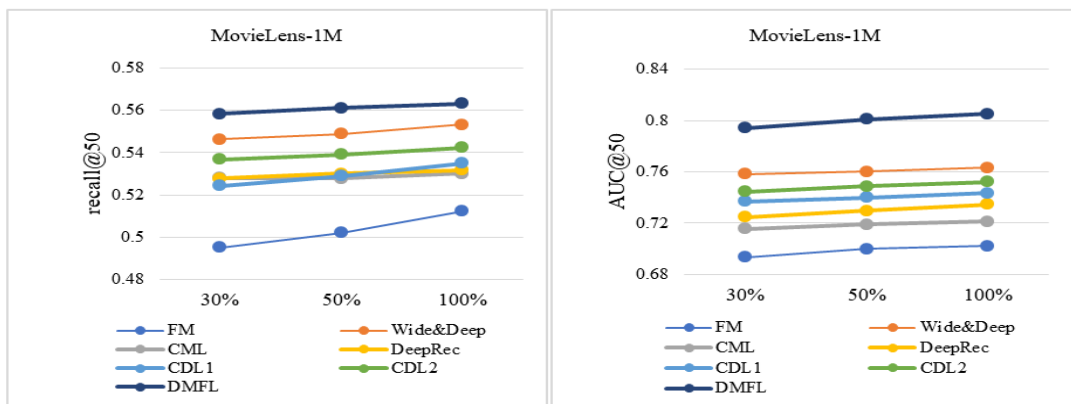 MovieLens-1M
recall@50
0.58
0.56
0.54
0.52
0.5
0.48
30% 50% 100%
FM Wide&Deep
CML DeepRec
CDL1 CDL2
DMFL
MovieLens-1M
AUC@50
0.84
0.8
0.76
0.72
0.68
30% 50% 100%
FM Wide&Deep
CML DeepRec
CDL1 CDL2
DMFL